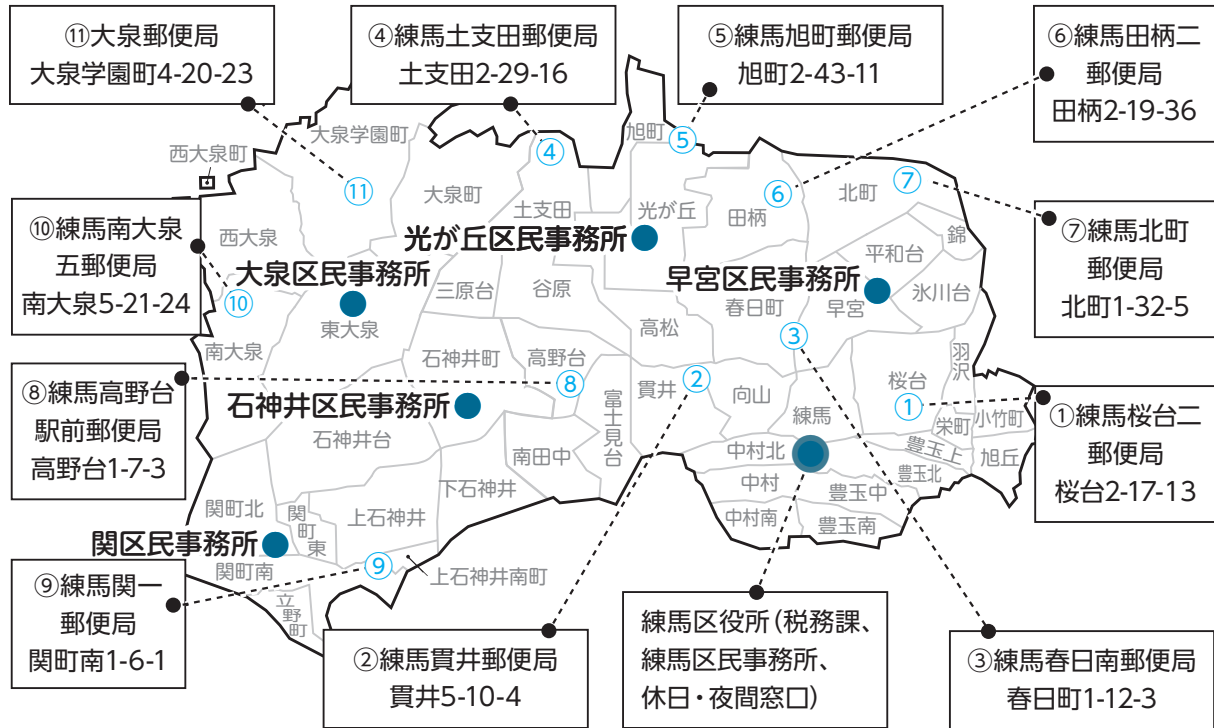 ⑪大泉郵便局
大泉学園町4-20-23
④練馬土支田郵便局
土支田2-29-16
⑤練馬旭町郵便局
旭町2-43-11
⑥練馬田柄二
郵便局
田柄2-19-36
⑩練馬南大泉
五郵便局
南大泉5-21-24
⑦練馬北町
郵便局
北町1-32-5
⑧練馬高野台
駅前郵便局
高野台1-7-3
①練馬桜台二
郵便局
桜台2-17-13
⑨練馬関一
郵便局
関町南1-6-1
②練馬貫井郵便局
貫井5-10-4
練馬区役所(税務課、
練馬区民事務所、
休日・夜間窓口)
③練馬春日南郵便局
春日町1-12-3
大泉学園町
旭町
⑤
④
西大泉町
⑪
大泉町
土支田
光が丘
田柄
⑥
北町
⑦
西大泉
光が丘区民事務所
平和台
錦
大泉区民事務所
早宮区民事務所
⑩
三原台
谷原
春日町
早宮
氷川台
東大泉
高松
③
南大泉
石神井町
高野台
⑧
貫井
②
向山
桜台
羽沢
①
石神井区民事務所
富士見台
練馬
栄町
小竹町
石神井台
南田中
中村北
豊玉上
旭丘
下石神井
中村
豊玉北
豊玉中
関町北
関町東
上石神井
中村南
豊玉南
関区民事務所
関町南
⑨
上石神井南町
立野町